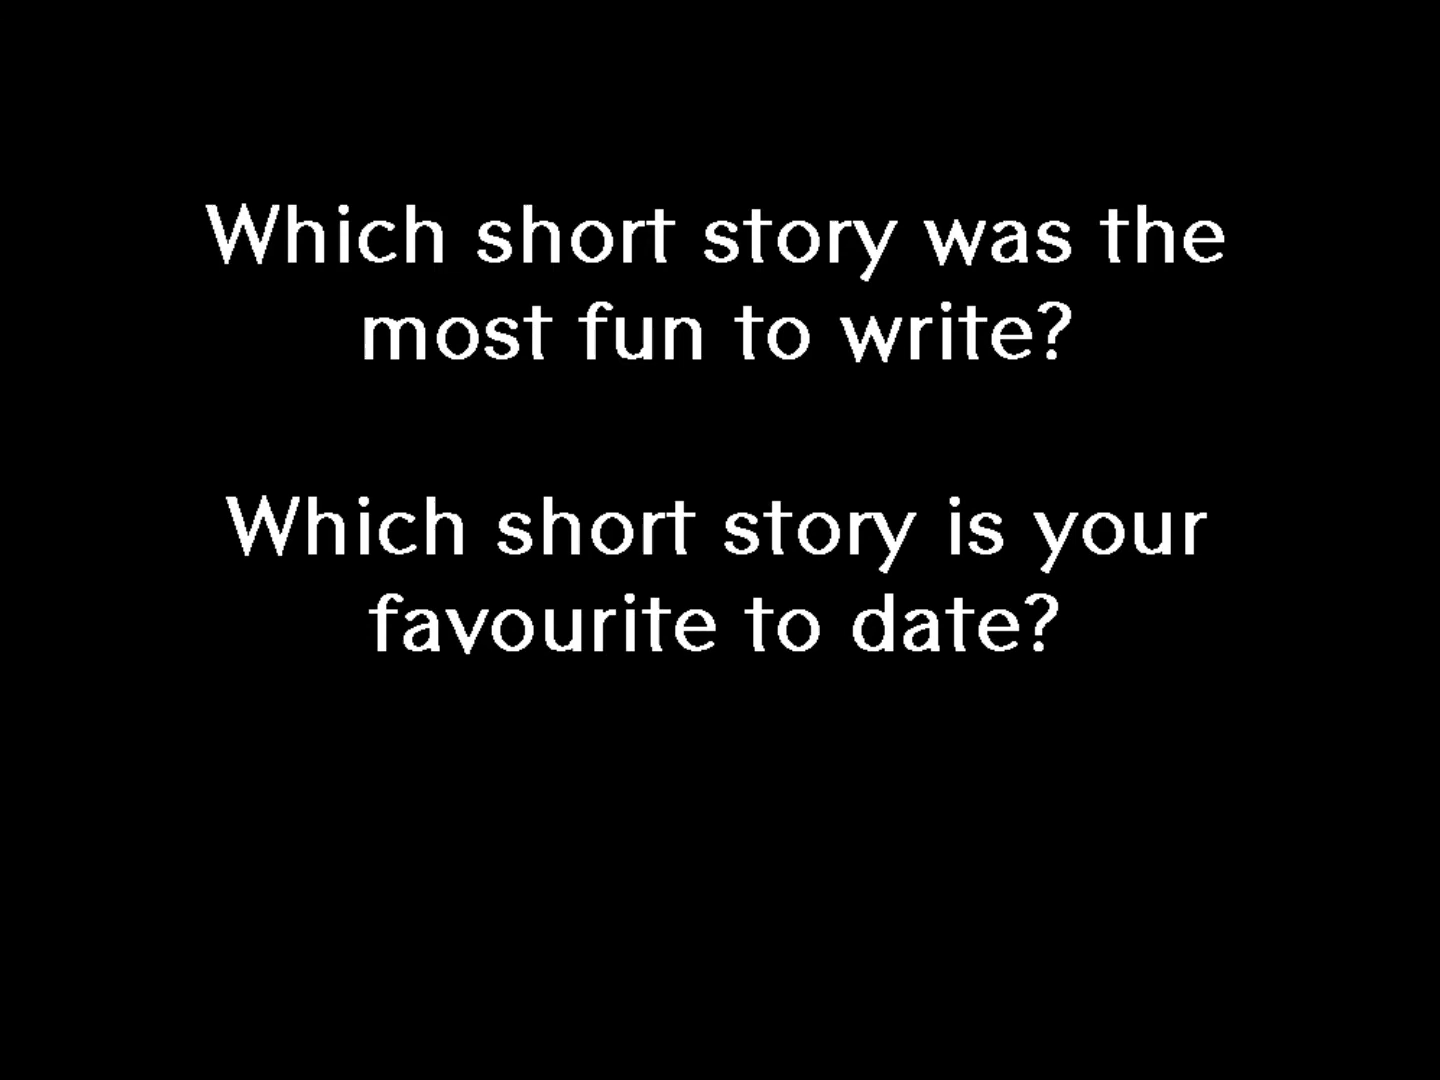 Which short story was the
most fun to write?
Which short story is your
favourite to date?